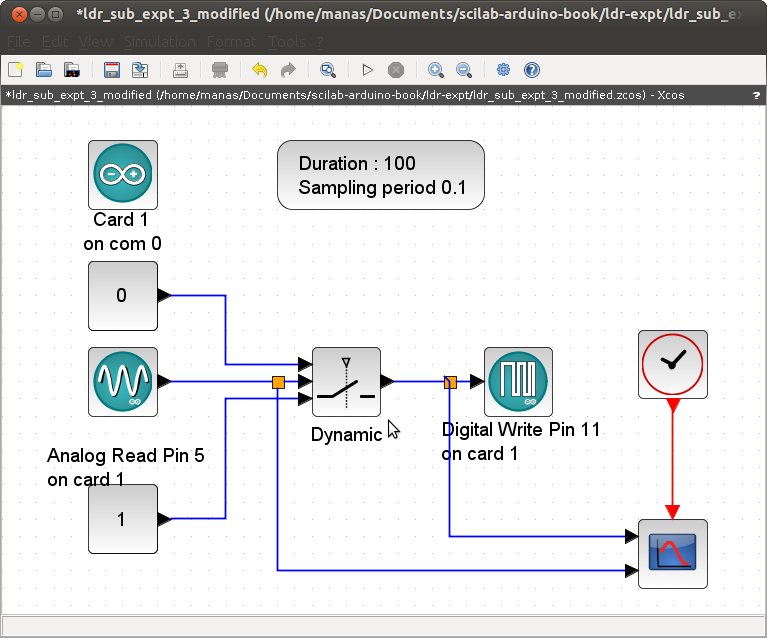 *ldr_sub_expt_3_modified (/home/manas/Documents/scilab-arduino-book/ldr-expt/ldr_sub_ex
File Edit View Simulation Format Tools ?
*ldr_sub_expt_3_modified (/home/manas/Documents/scilab-arduino-book/ldr-expt/ldr_sub_expt_3_modified.zcos) - Xcos
?
Duration : 100
Sampling period 0.1
Card 1
on com 0
0
Dynamic
Digital Write Pin 11
on card 1
Analog Read Pin 5
on card 1
1